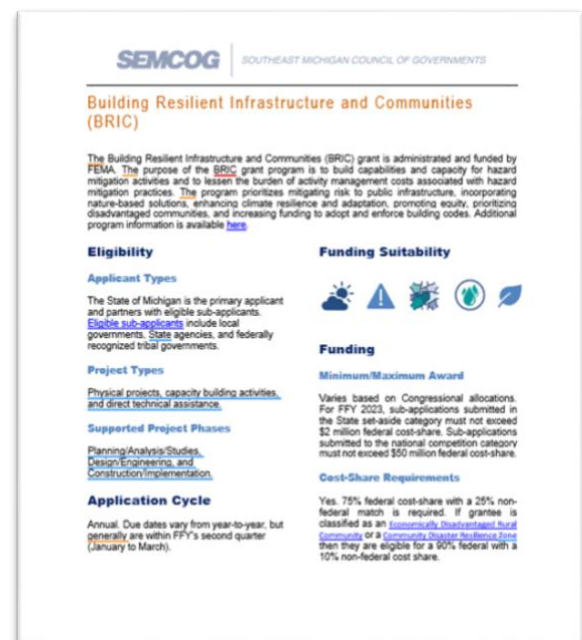 SEMCOG SOUTHEAST MICHIGAN COUNCIL OF GOVERNMENTS
Building Resilient Infrastructure and Communities
(BRIC)
The Building Resilient Infrastructure and Communities (BRIC) grant is administered and funded by
FEMA. The purpose of the BRIC grant program is to build capabilities and capacity for hazard
mitigation activities and to lessen the burden of activity management costs associated with hazard
mitigation practices. The program prioritizes mitigating risk to public infrastructure, incorporating
nature-based solutions, enhancing climate resilience and adaptation, promoting equity, prioritizing
disadvantaged communities, and increasing funding to adopt and enforce building codes. Additional
program information is available here.
Eligibility
Applicant Types
The State of Michigan is the primary applicant
and partners with eligible sub-applicants.
Eligible sub-applicants include local
governments, State agencies, and federally
recognized tribal governments.
Project Types
Physical projects, capacity building activities,
and direct technical assistance.
Supported Project Phases
Planning/Analysis/Studies,
Design/Engineering, and
Construction/Implementation
Application Cycle
Annual. Due dates vary from year-to-year, but
generally are within FFY's second quarter
(January to March).
Funding Suitability
Funding
Minimum/Maximum Award
Varies based on Congressional allocations.
For FFY 2023, sub-applications submitted in
the State set-aside category must not exceed
$2 million federal cost-share. Sub-applications
submitted to the national competition category
must not exceed $50 million federal cost-share.
Cost-Share Requirements
Yes. 75% federal cost-share with a 25% non-
federal match is required. If grantee is
classified as an Economically Disadvantaged Rural
Community or a Community Disaster Resilience Zone
then they are eligible for a 90% federal with a
10% non-federal cost share.